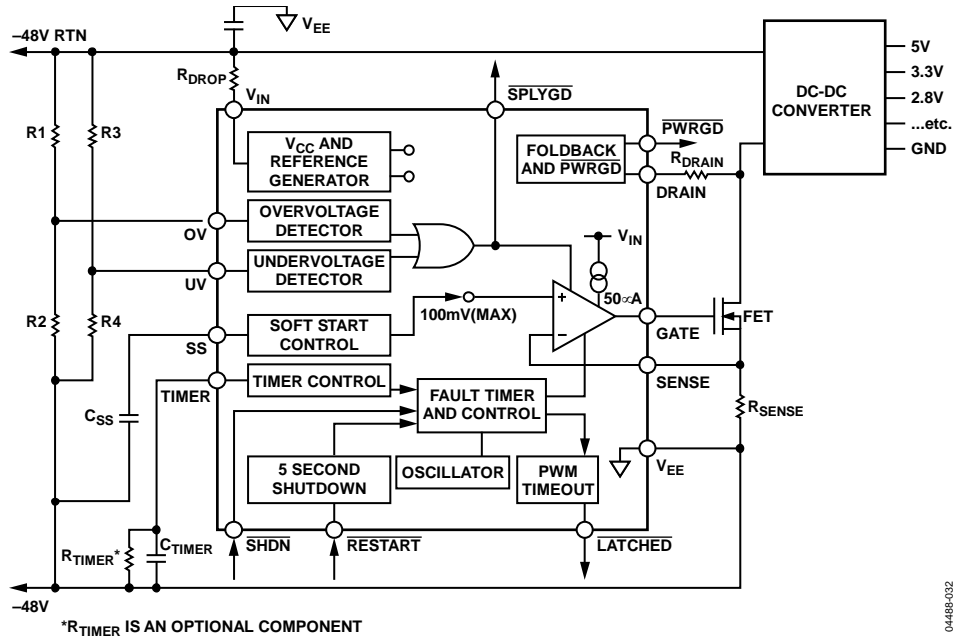 VEE
–48V RTN
RDROP
VIN
SPLYGD
DC-DC
CONVERTER
5V
3.3V
2.8V
...etc.
GND
R1
R3
VCC AND
REFERENCE
GENERATOR
FOLDBACK
AND PWRGD
PWRGD
RDRAIN
DRAIN
OV
OVERVOLTAGE
DETECTOR
UV
UNDERVOLTAGE
DETECTOR
VIN
50∝A
R2
R4
SS
SOFT START
CONTROL
100mV(MAX)
+
–
GATE
FET
SENSE
TIMER
TIMER CONTROL
FAULT TIMER
AND CONTROL
RSENSE
CSS
VEE
5 SECOND
SHUTDOWN
OSCILLATOR
PWM
TIMEOUT
RTIMER*
CTIMER
SHDN
RESTART
LATCHED
–48V
*RTIMER IS AN OPTIONAL COMPONENT
04488-032